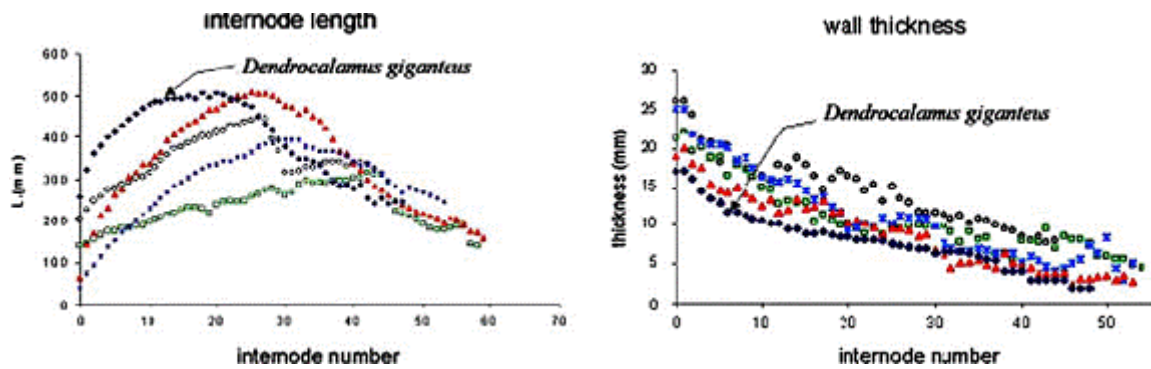 internode length
600
500
400
300
200
100
0
L.(mm)
Dendrocalamus giganteus
0 10 20 30 40 50 60 70
internode number
wall thickness
30
25
20
15
10
5
0
thickness (mm)
Dendrocalamus giganteus
0 10 20 30 40 50
internode number